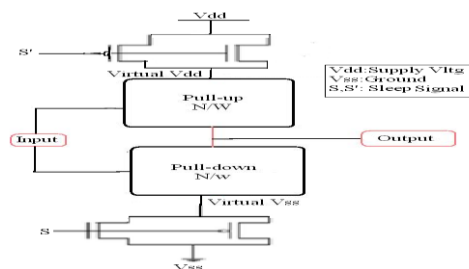 Vdd
S'
Virtual Vdd
Vdd:Supply Vltg
Vss:Ground
S,S': Sleep Signal
Pull-up
N/W
Input
Output
Pull-down
N/w
Virtual Vss
S
Vss